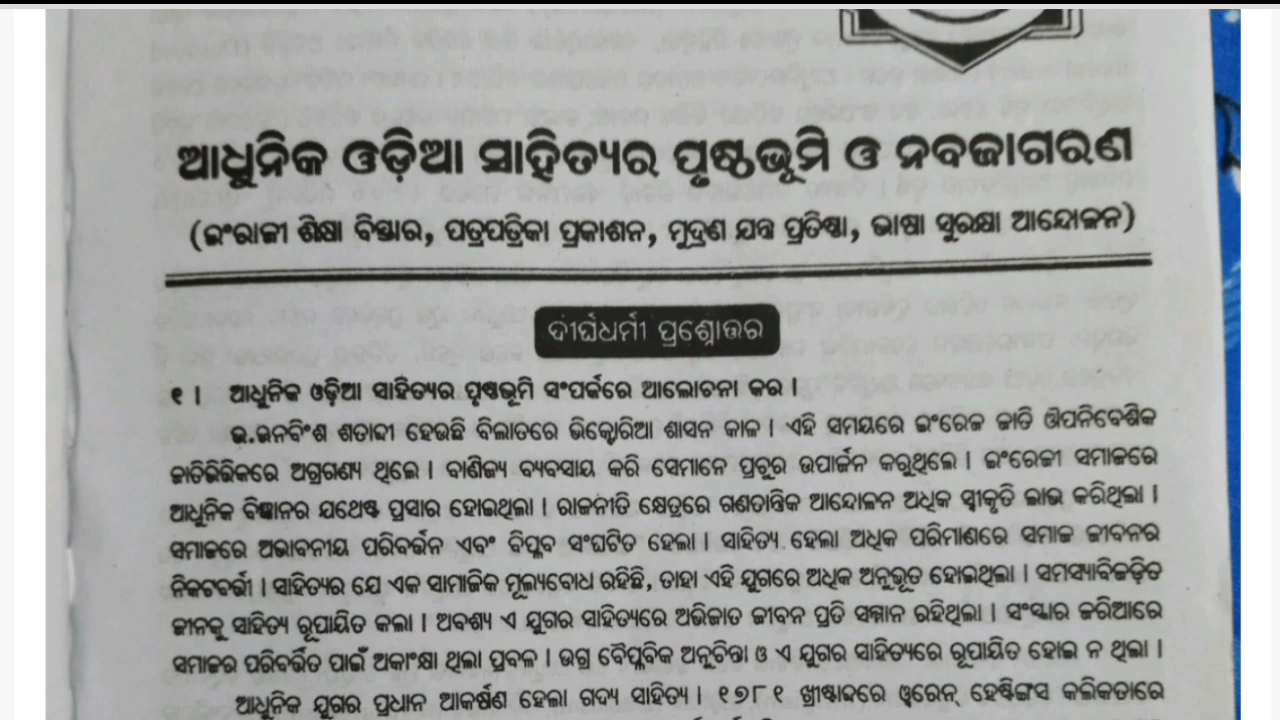 ଆଧୁନିକ ଓଡ଼ିଆ ସାହିତ୍ୟର ପୃଷ୍ଠଭୂମି ଓ ନବଜାଗରଣ
(ଇଂରାଜୀ ଶିକ୍ଷା ବିସ୍ତାର, ପତ୍ରପତ୍ରିକା ପ୍ରକାଶନ, ମୁଦ୍ରଣ ଯନ୍ତ୍ର ପ୍ରତିଷ୍ଠା, ଭାଷା ସୁରକ୍ଷା ଆନ୍ଦୋଳନ)
ଦୀର୍ଘଧର୍ମୀ ପ୍ରଶ୍ନୋତ୍ତର
୧ । ଆଧୁନିକ ଓଡ଼ିଆ ସାହିତ୍ୟର ପୃଷ୍ଠଭୂମି ସଂପର୍କରେ ଆଲୋଚନା କର ।
ଉ.ଊନବିଂଶ ଶତାବ୍ଦୀ ହେଉଛି ବିଲାତରେ ଭିକ୍ଟୋରିଆ ଶାସନ କାଳ । ଏହି ସମୟରେ ଇଂରେଜ ଜାତି ଔପନିବେଶିକ
ଜାତିଭିତ୍ତିକରେ ଅଗ୍ରଗଣ୍ୟ ଥିଲେ । ବାଣିଜ୍ୟ ବ୍ୟବସାୟ କରି ସେମାନେ ପ୍ରଚୁର ଉପାର୍ଜନ କରୁଥିଲେ । ଇଂରେଜୀ ସମାଜରେ
ଆଧୁନିକ ବିଜ୍ଞାନର ଯଥେଷ୍ଟ ପ୍ରସାର ହୋଇଥିଲା । ରାଜନୀତି କ୍ଷେତ୍ରରେ ଗଣତାନ୍ତ୍ରିକ ଆନ୍ଦୋଳନ ଅଧିକ ସ୍ୱୀକୃତି ଲାଭ କରିଥିଲା ।
ସମାଜରେ ଅଭାବନୀୟ ପରିବର୍ତ୍ତନ ଏବଂ ବିପ୍ଳବ ସଂଘଟିତ ହେଲା । ସାହିତ୍ୟ ହେଲା ଅଧିକ ପରିମାଣରେ ସମାଜ ଜୀବନର
ନିକଟବର୍ତ୍ତୀ । ସାହିତ୍ୟର ଯେ ଏକ ସାମାଜିକ ମୂଲ୍ୟବୋଧ ରହିଛି, ତାହା ଏହି ଯୁଗରେ ଅଧିକ ଅନୁଭୂତ ହୋଇଥିଲା । ସମସ୍ୟାବିଜଡ଼ିତ
ଜୀନକୁ ସାହିତ୍ୟ ରୂପାୟିତ କଲା । ଅବଶ୍ୟ ଏ ଯୁଗର ସାହିତ୍ୟରେ ଅଭିଜାତ ଜୀବନ ପ୍ରତି ସମ୍ମାନ ରହିଥିଲା । ସଂସ୍କାର ଜରିଆରେ
ସମାଜର ପରିବର୍ତ୍ତିତ ପାଇଁ ଅକାଂକ୍ଷା ଥିଲା ପ୍ରବଳ । ଉଗ୍ର ବୈପ୍ଳବିକ ଅନୁଚିନ୍ତା ଓ ଏ ଯୁଗର ସାହିତ୍ୟରେ ରୂପାୟିତ ହୋଇ ନ ଥିଲା ।
ଆଧୁନିକ ଯୁଗର ପ୍ରଧାନ ଆକର୍ଷଣ ହେଲା ଗଦ୍ୟ ସାହିତ୍ୟ । ୧୭୮୧ ଖ୍ରୀଷ୍ଟାବ୍ଦରେ ଓ୍ୱାରେନ୍ ହେଷ୍ଟିଂସ କଲିକତାରେ